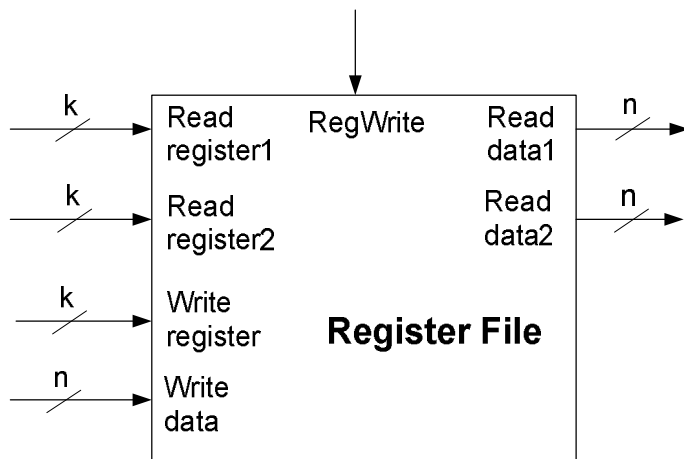 k
Read
register1
RegWrite
Read
data1
n
k
Read
register2
Read
data2
n
k
Write
register
Register File
n
Write
data